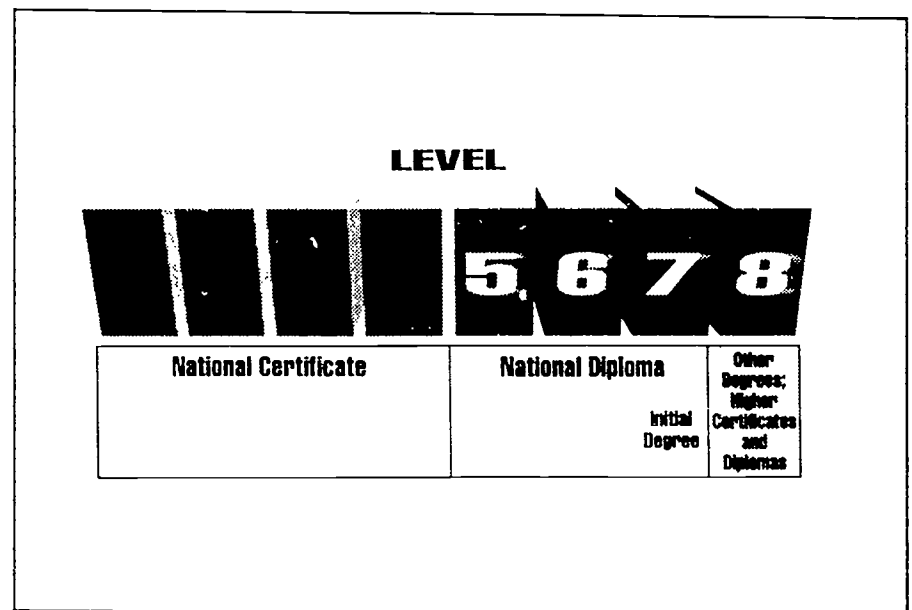 LEVEL
5 6 7 8
National Certificate
National Diploma
Initial
Degree
Other
Degrees;
Higher
Certificates
and
Diplomas